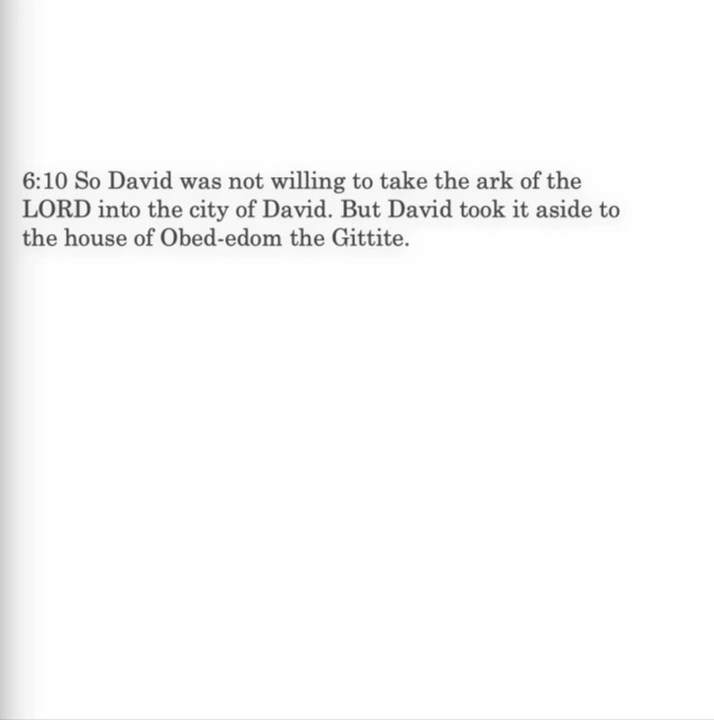 6:10 So David was not willing to take the ark of the
LORD into the city of David. But David took it aside to
the house of Obed-edom the Gittite.